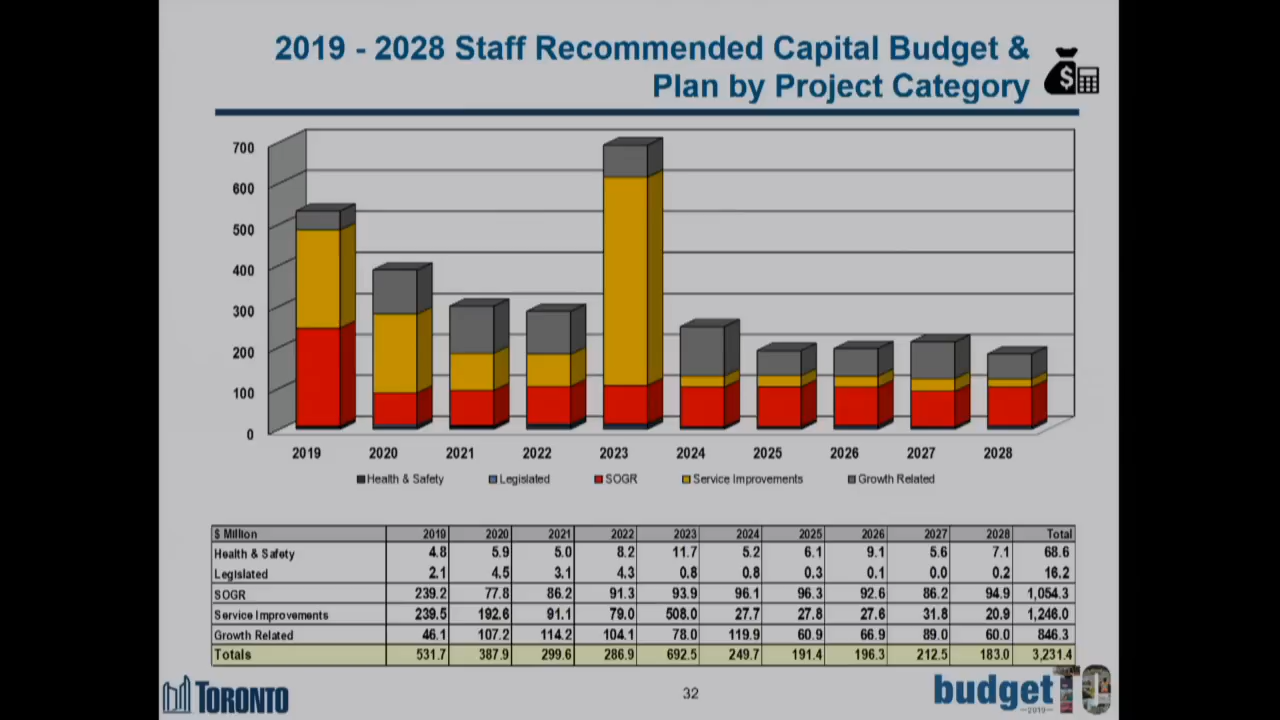 2019 - 2028 Staff Recommended Capital Budget &
Plan by Project Category
$
700
600
500
400
300
200
100
0
2019 2020 2021 2022 2023 2024 2025 2026 2027 2028
Health & Safety Legislated SOGR Service Improvements Growth Related
$ Million 2019 2020 2021 2022 2023 2024 2025 2026 2027 2028 Total
Health & Safety 4.8 5.9 5.0 8.2 11.7 5.2 6.1 9.1 5.6 7.1 68.6
Legislated 2.1 4.5 3.1 4.3 0.8 0.8 0.3 0.1 0.0 0.2 16.2
SOGR 239.2 77.8 86.2 91.3 93.9 96.1 96.3 92.6 86.2 94.9 1,054.3
Service Improvements 239.5 192.6 91.1 79.0 508.0 27.7 27.8 27.6 31.8 20.9 1,246.0
Growth Related 46.1 107.2 114.2 104.1 78.0 119.9 60.9 66.9 89.0 60.0 846.3
Totals 531.7 387.9 299.6 286.9 692.5 249.7 191.4 196.3 212.5 183.0 3,231.4
TORONTO
32
budgetTO
2019